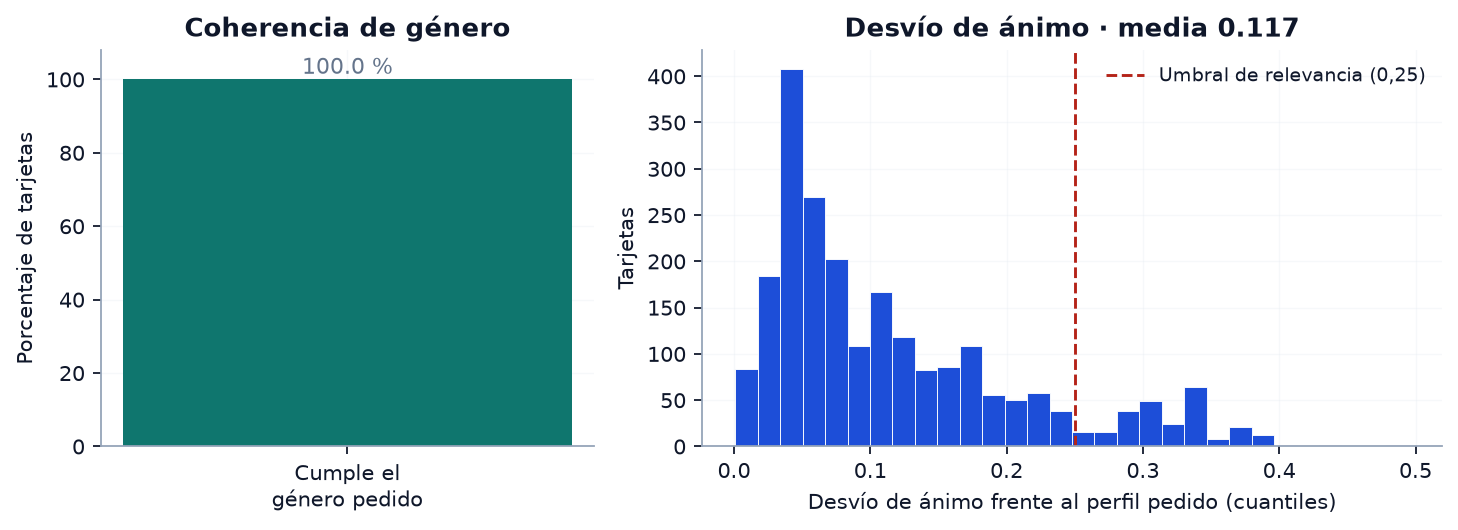 Coherencia de género
100.0 %
100
80
60
40
20
0
Porcentaje de tarjetas
Cumple el
género pedido
Desvío de ánimo · media 0.117
Umbral de relevancia (0,25)
400
350
300
250
200
150
100
50
0
Tarjetas
0.0 0.1 0.2 0.3 0.4 0.5
Desvío de ánimo frente al perfil pedido (cuantiles)